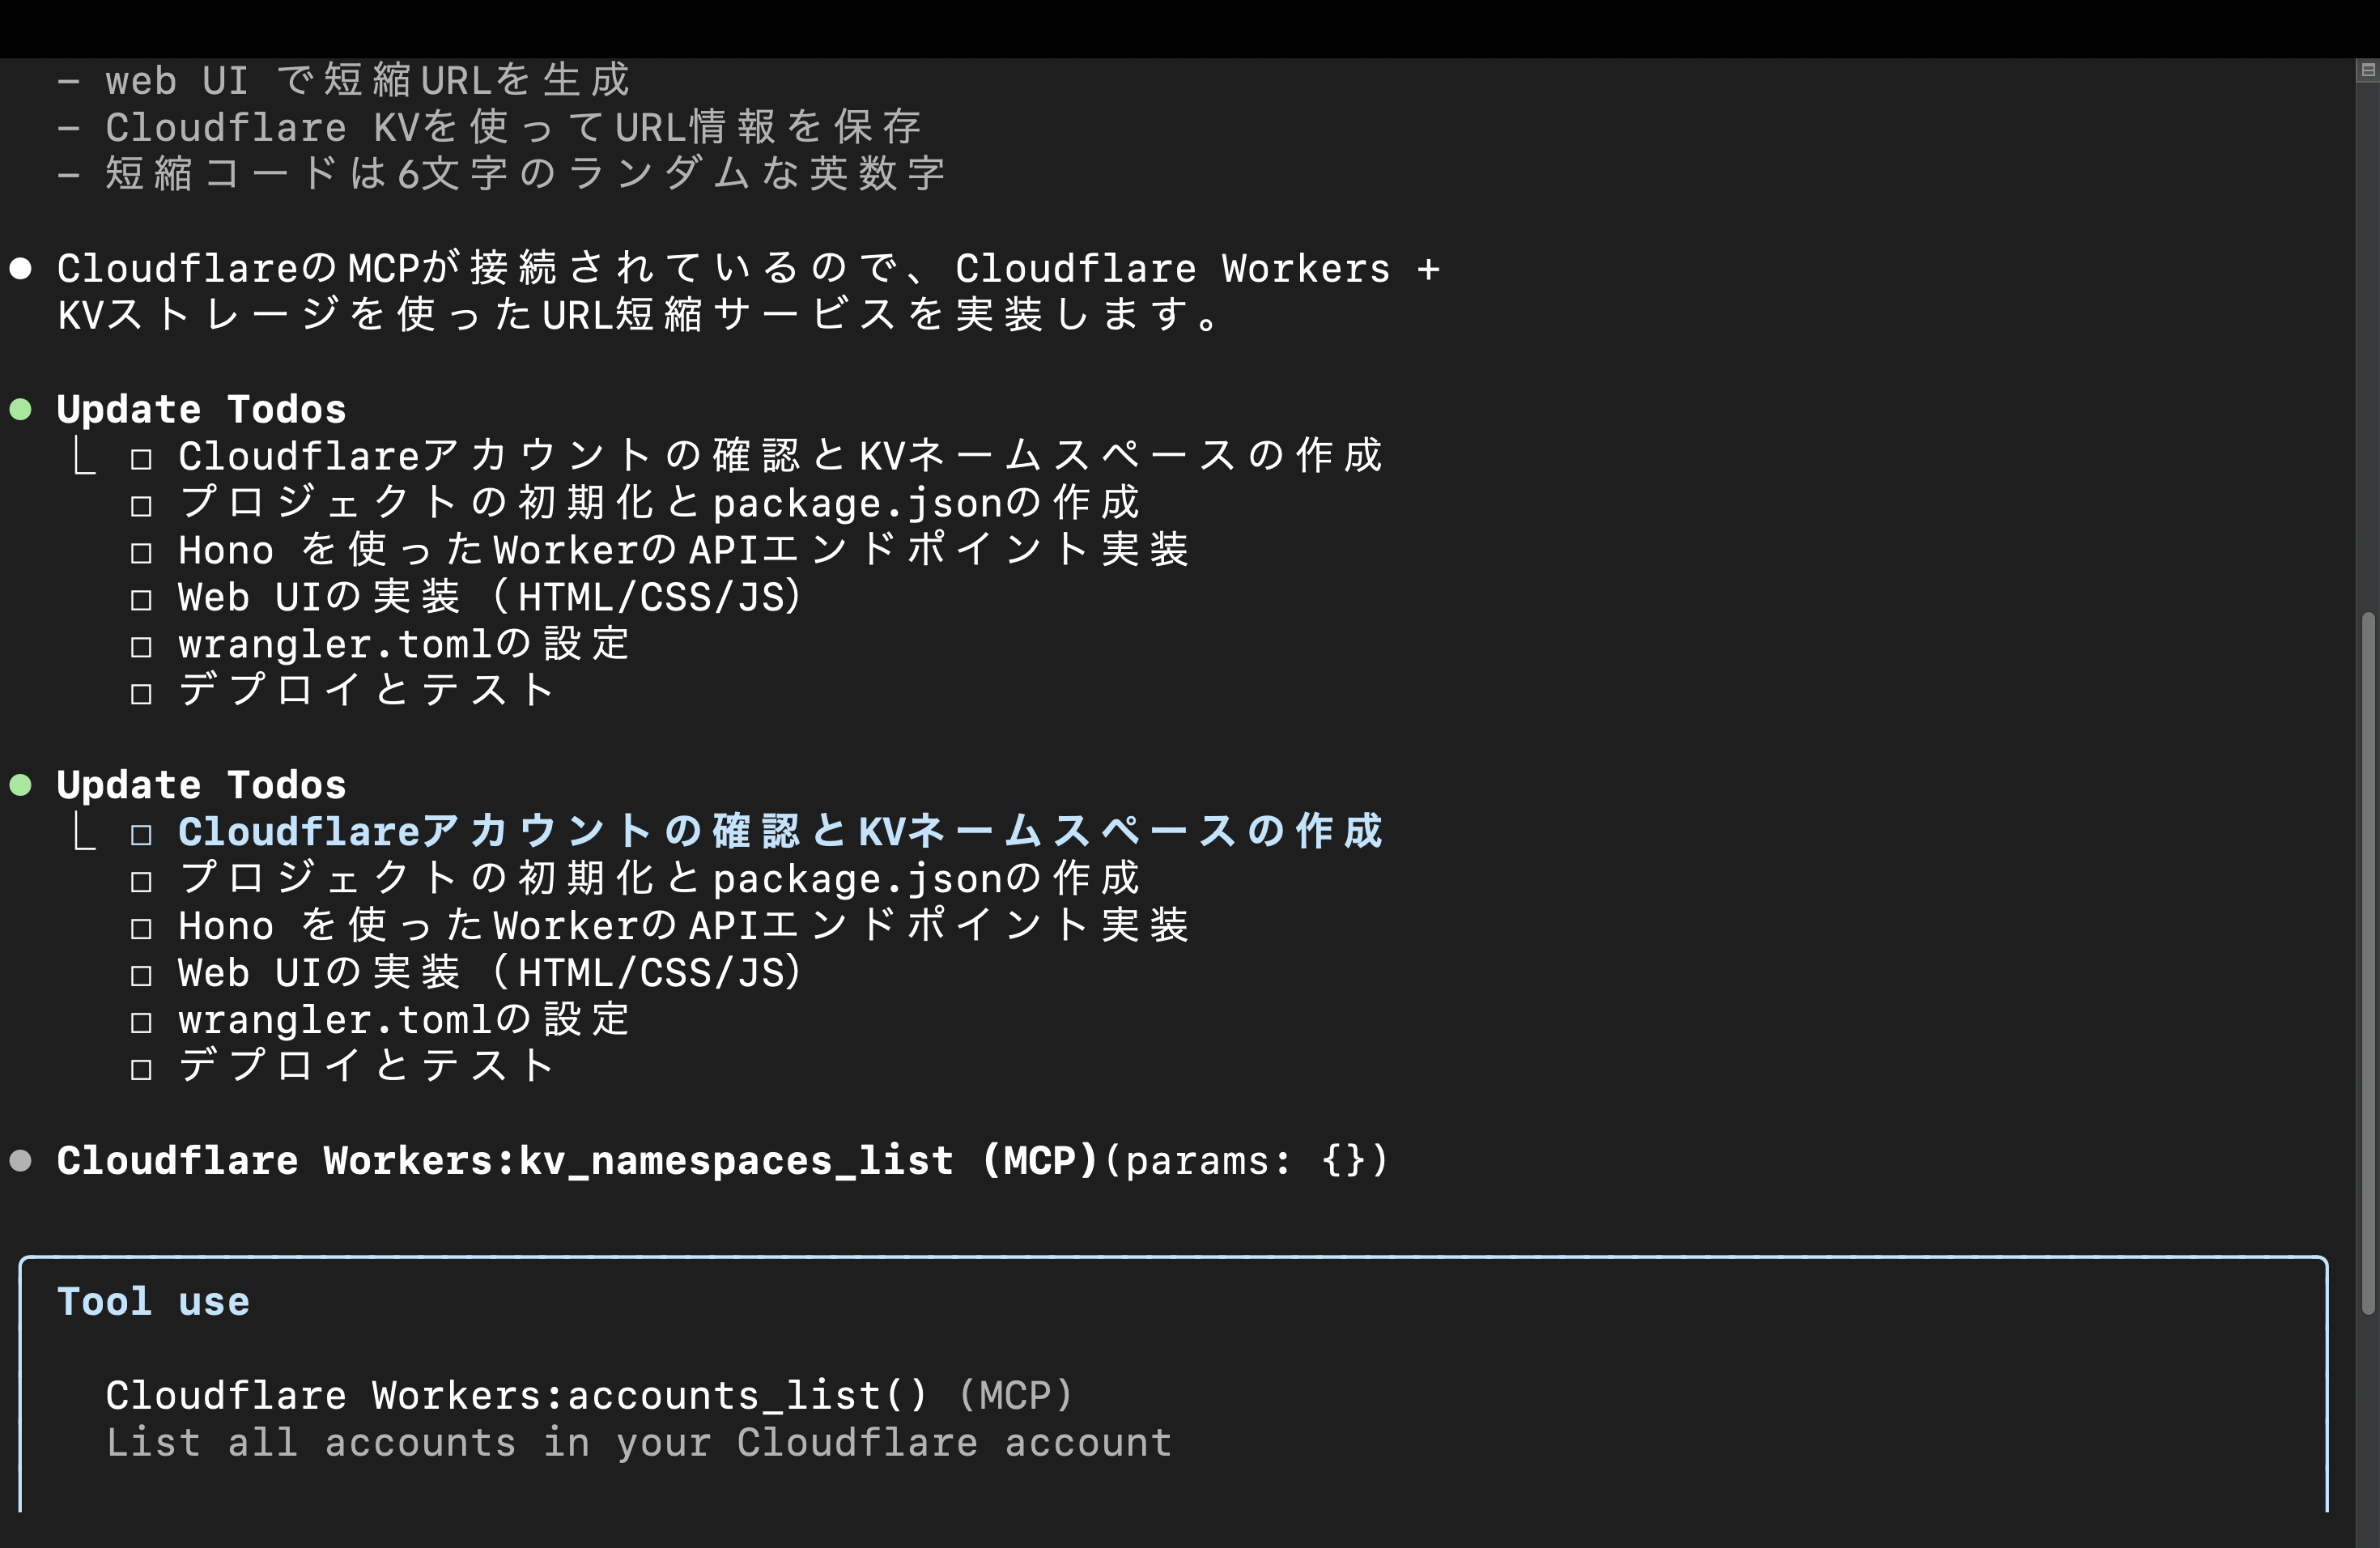 - web UI で短縮URLを生成
- Cloudflare KVを使ってURL情報を保存
- 短縮コードは6文字のランダムな英数字
● CloudflareのMCPが接続されているので、Cloudflare Workers +
KVストレージを使ったURL短縮サービスを実装します。
● Update Todos
⎿ ☐ Cloudflareアカウントの確認とKVネームスペースの作成
☐ プロジェクトの初期化とpackage.jsonの作成
☐ Hono を使ったWorkerのAPIエンドポイント実装
☐ Web UIの実装（HTML/CSS/JS）
☐ wrangler.tomlの設定
☐ デプロイとテスト
● Update Todos
⎿ ☐ Cloudflareアカウントの確認とKVネームスペースの作成
☐ プロジェクトの初期化とpackage.jsonの作成
☐ Hono を使ったWorkerのAPIエンドポイント実装
☐ Web UIの実装（HTML/CSS/JS）
☐ wrangler.tomlの設定
☐ デプロイとテスト
● Cloudflare Workers:kv_namespaces_list (MCP)(params: {})
Tool use
Cloudflare Workers:accounts_list() (MCP)
List all accounts in your Cloudflare account